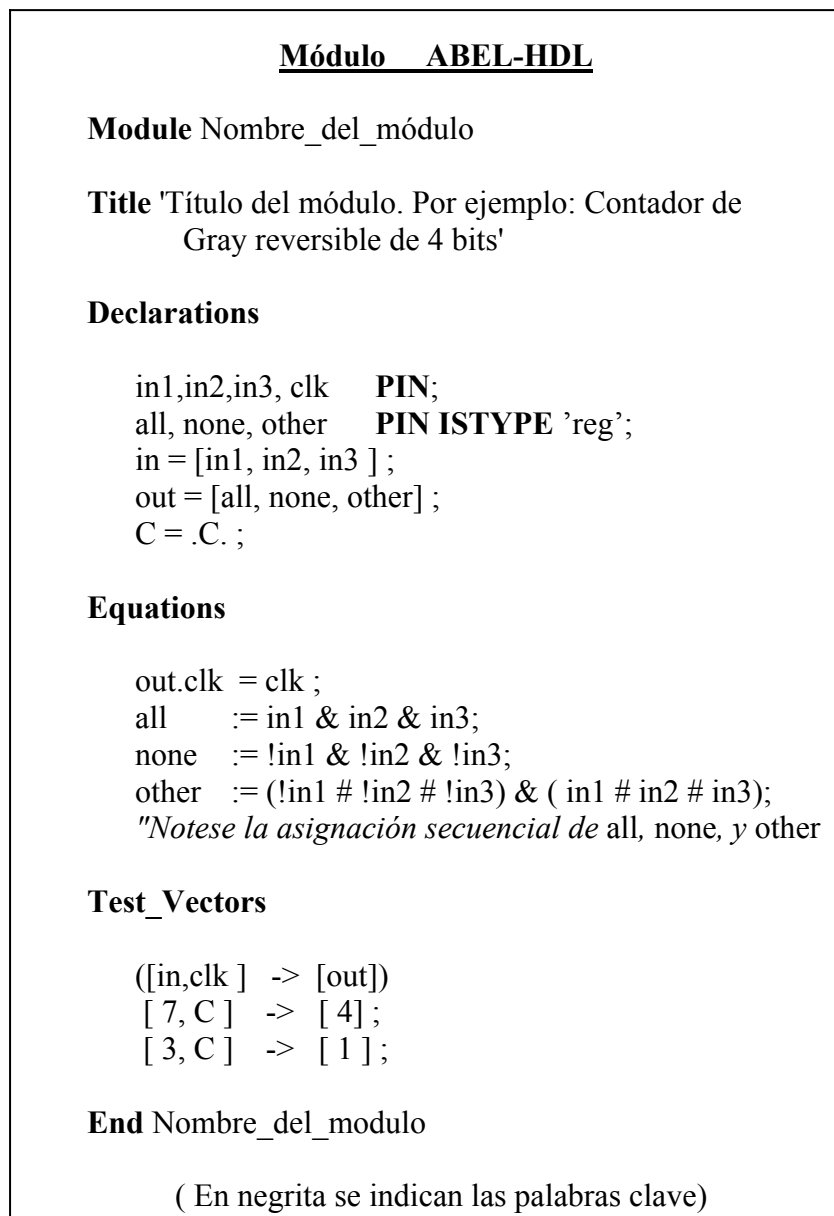 Módulo ABEL-HDL
Module Nombre_del_módulo
Title 'Título del módulo. Por ejemplo: Contador de
Gray reversible de 4 bits'
Declarations
in1,in2,in3, clk PIN;
all, none, other PIN ISTYPE ’reg’;
in = [in1, in2, in3 ] ;
out = [all, none, other] ;
C = .C. ;
Equations
out.clk = clk ;
all := in1 & in2 & in3;
none := !in1 & !in2 & !in3;
other := (!in1 # !in2 # !in3) & ( in1 # in2 # in3);
"Notese la asignación secuencial de all, none, y other
Test_Vectors
([in,clk ] -> [out])
[ 7, C ] -> [ 4] ;
[ 3, C ] -> [ 1 ] ;
End Nombre_del_modulo
( En negrita se indican las palabras clave)